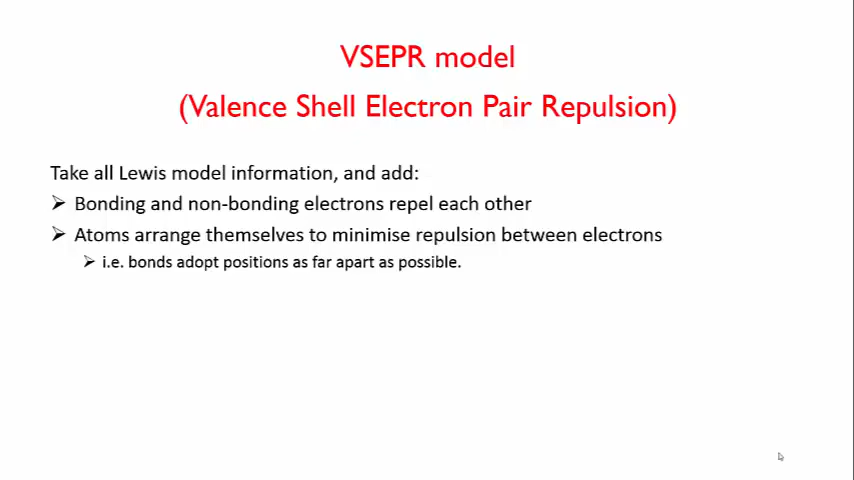 VSEPR model
(Valence Shell Electron Pair Repulsion)
Take all Lewis model information, and add:
➢ Bonding and non-bonding electrons repel each other
➢ Atoms arrange themselves to minimise repulsion between electrons
➢ i.e. bonds adopt positions as far apart as possible.